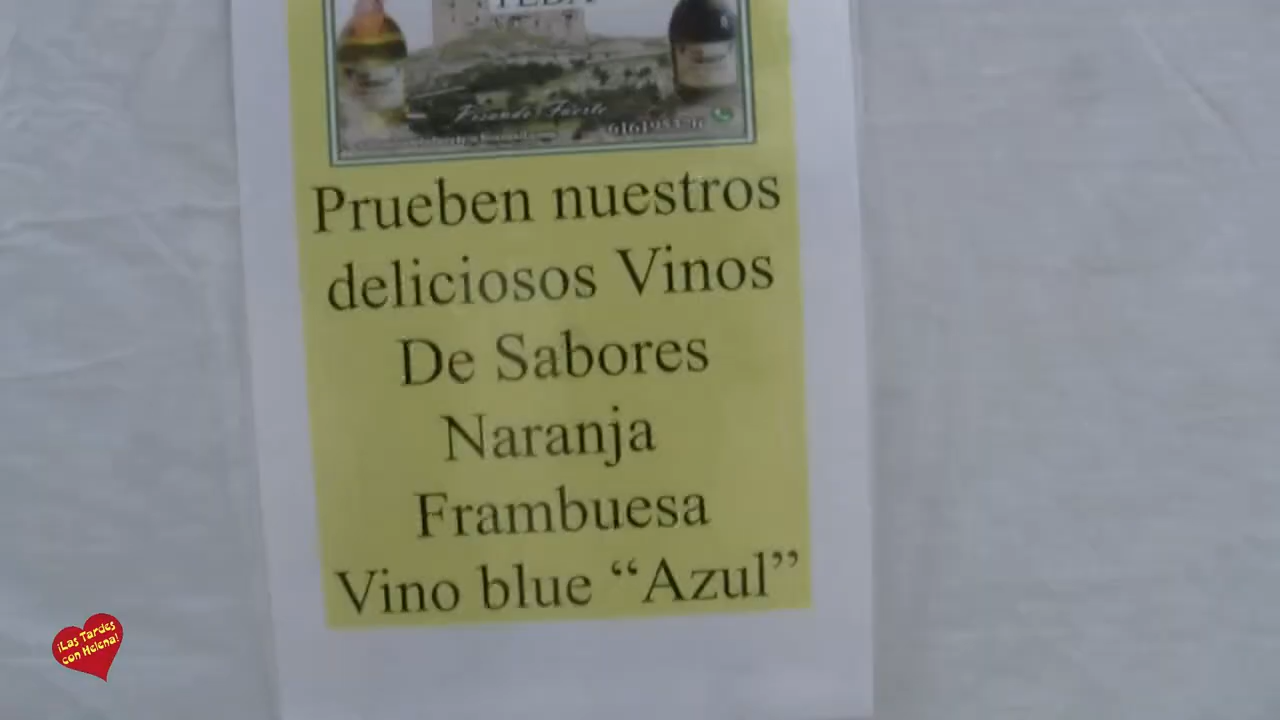 Prueben nuestros
deliciosos Vinos
De Sabores
Naranja
Frambuesa
Vino blue “Azul”
¡Las Tardes
con Helena!